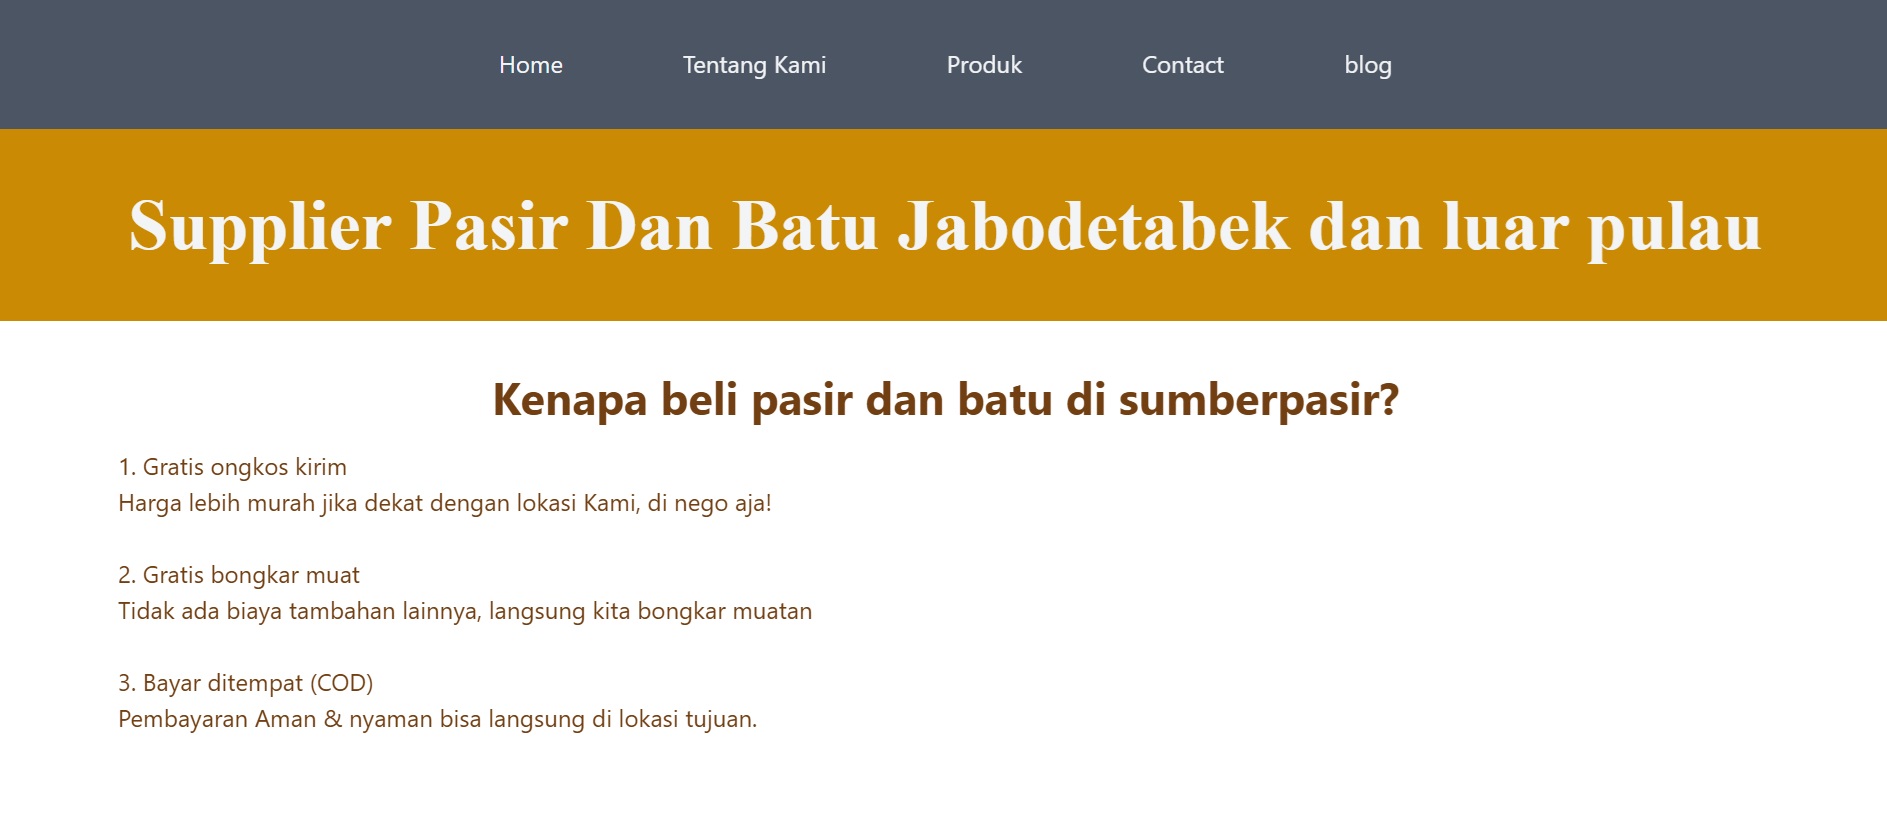 Home Tentang Kami Produk Contact blog
Supplier Pasir Dan Batu Jabodetabek dan luar pulau
Kenapa beli pasir dan batu di sumberpasir?
1. Gratis ongkos kirim
Harga lebih murah jika dekat dengan lokasi Kami, di nego aja!
2. Gratis bongkar muat
Tidak ada biaya tambahan lainnya, langsung kita bongkar muatan
3. Bayar ditempat (COD)
Pembayaran Aman & nyaman bisa langsung di lokasi tujuan.